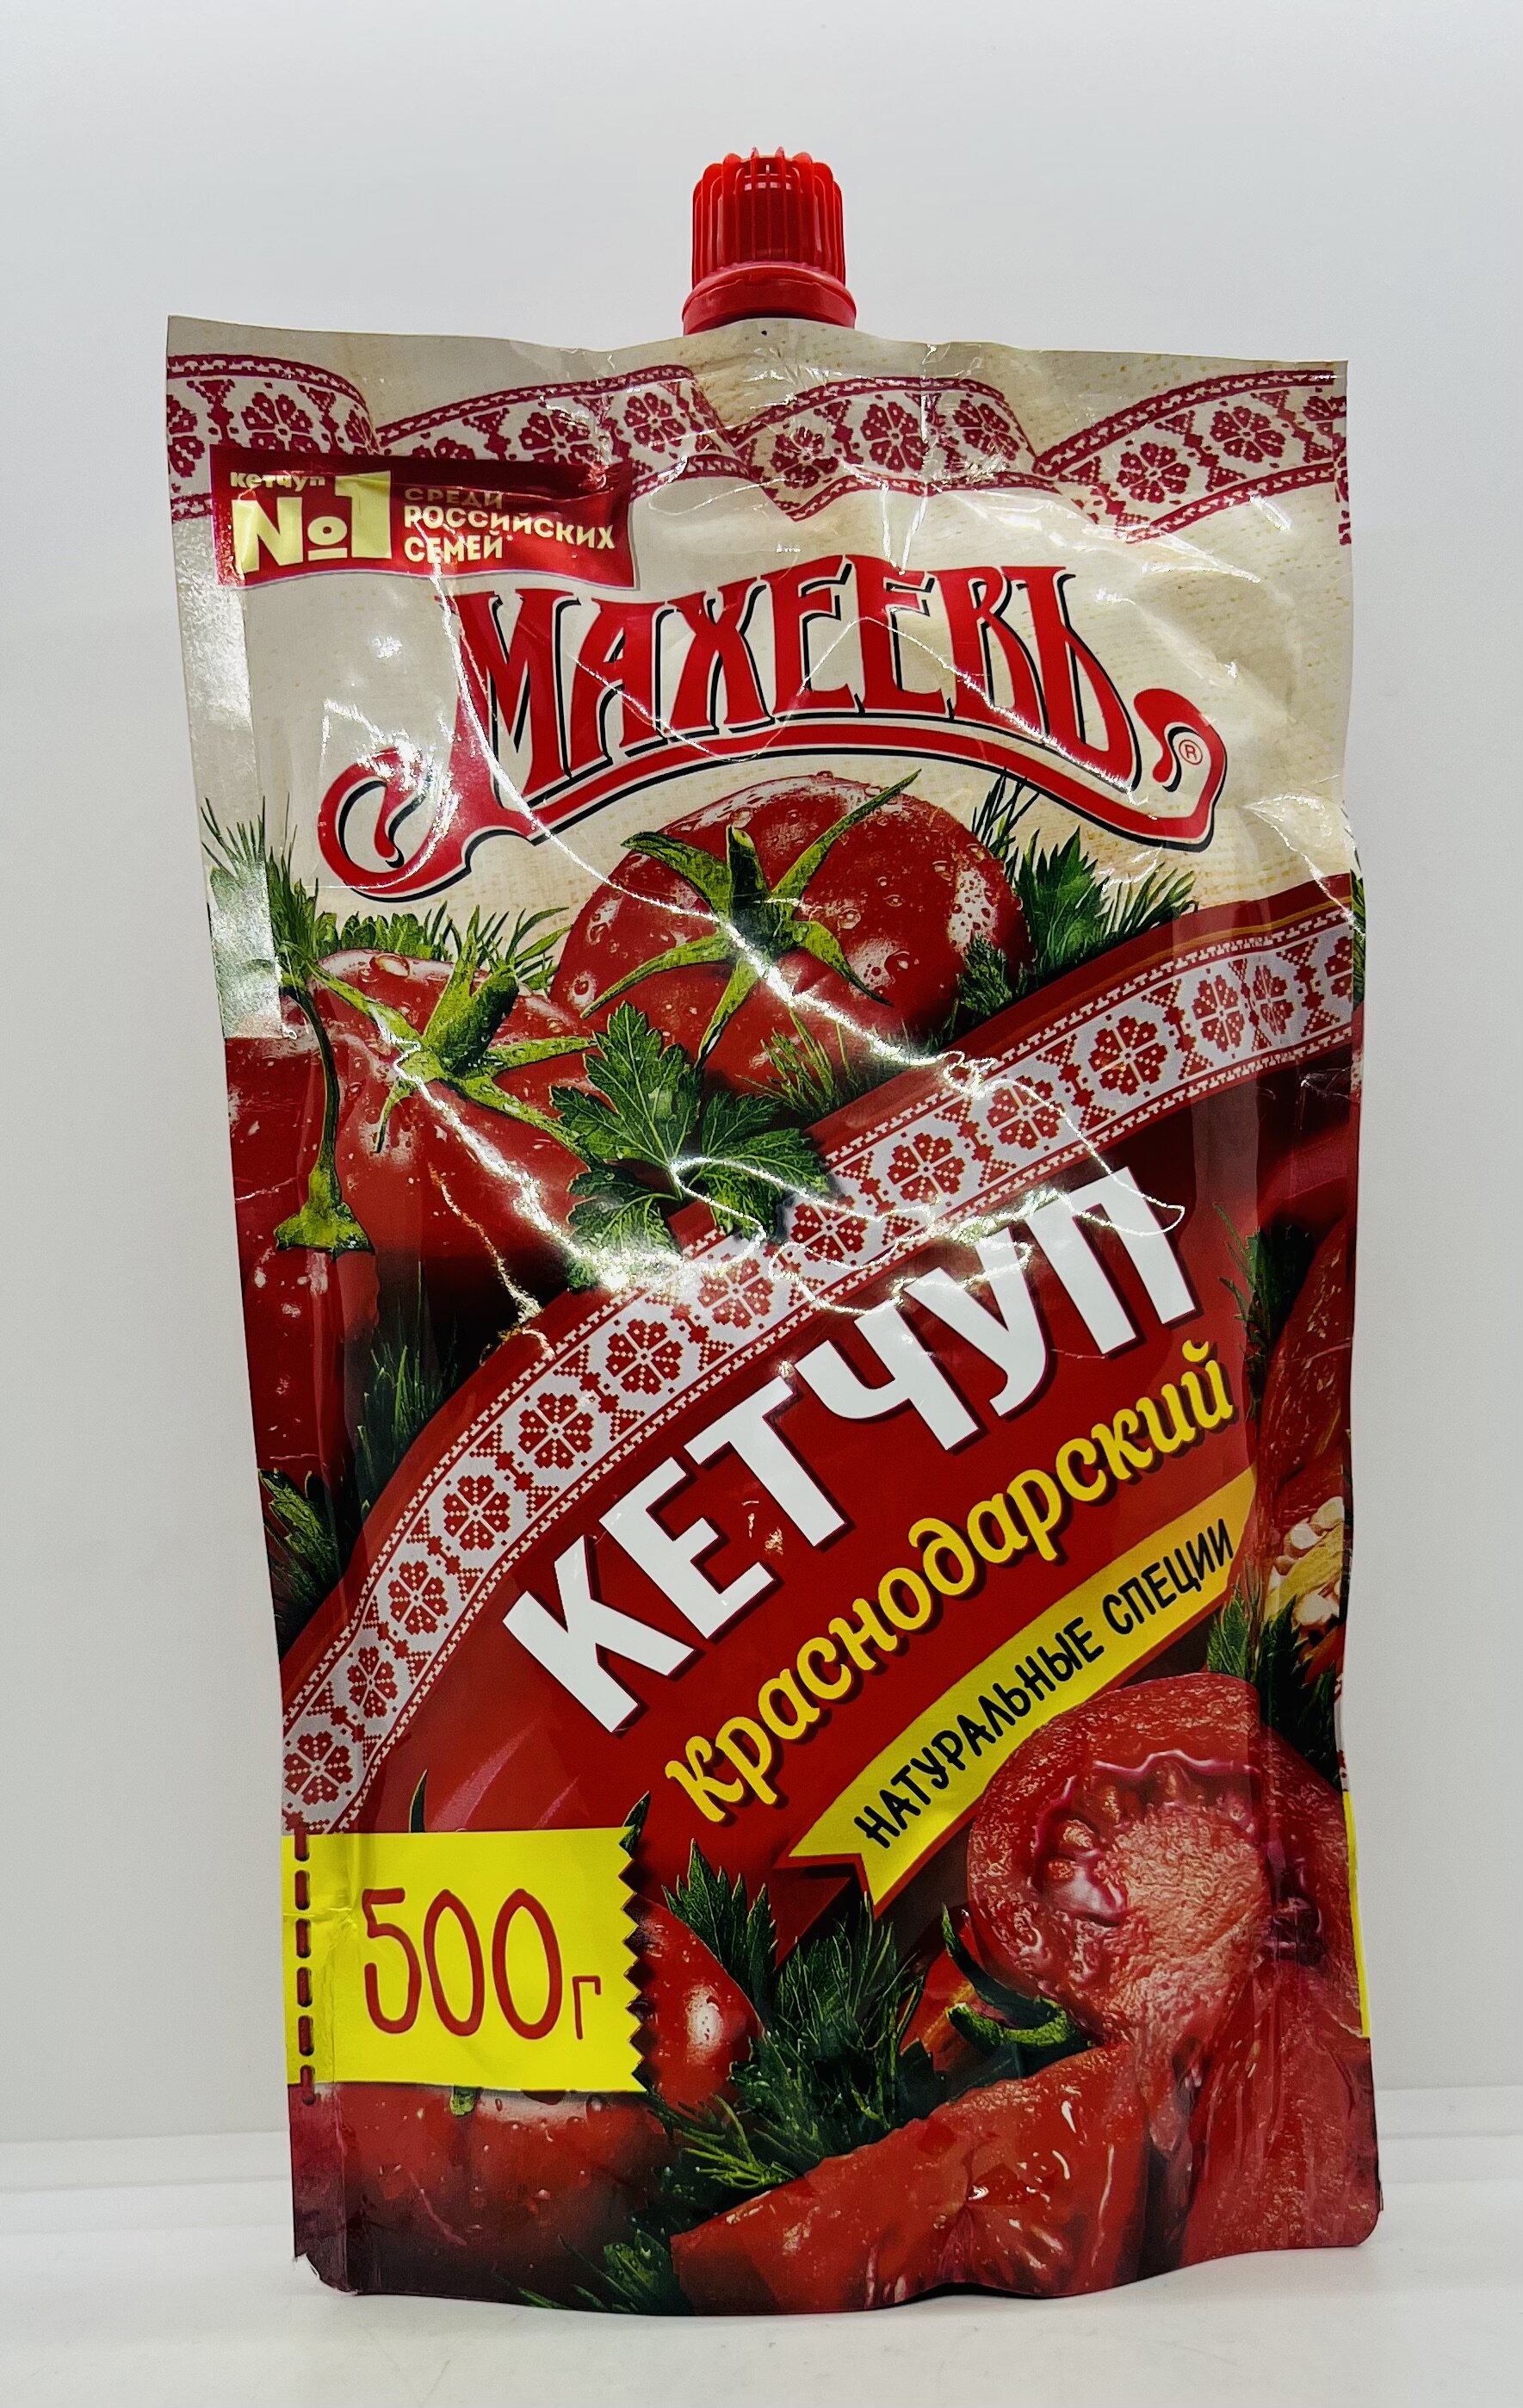 кетчуп
№1
СРЕДИ
РОССИЙСКИХ
СЕМЕЙ
МАХЕЕВЪ
®
КЕТЧУП
Краснодарский
НАТУРАЛЬНЫЕ СПЕЦИИ
500г